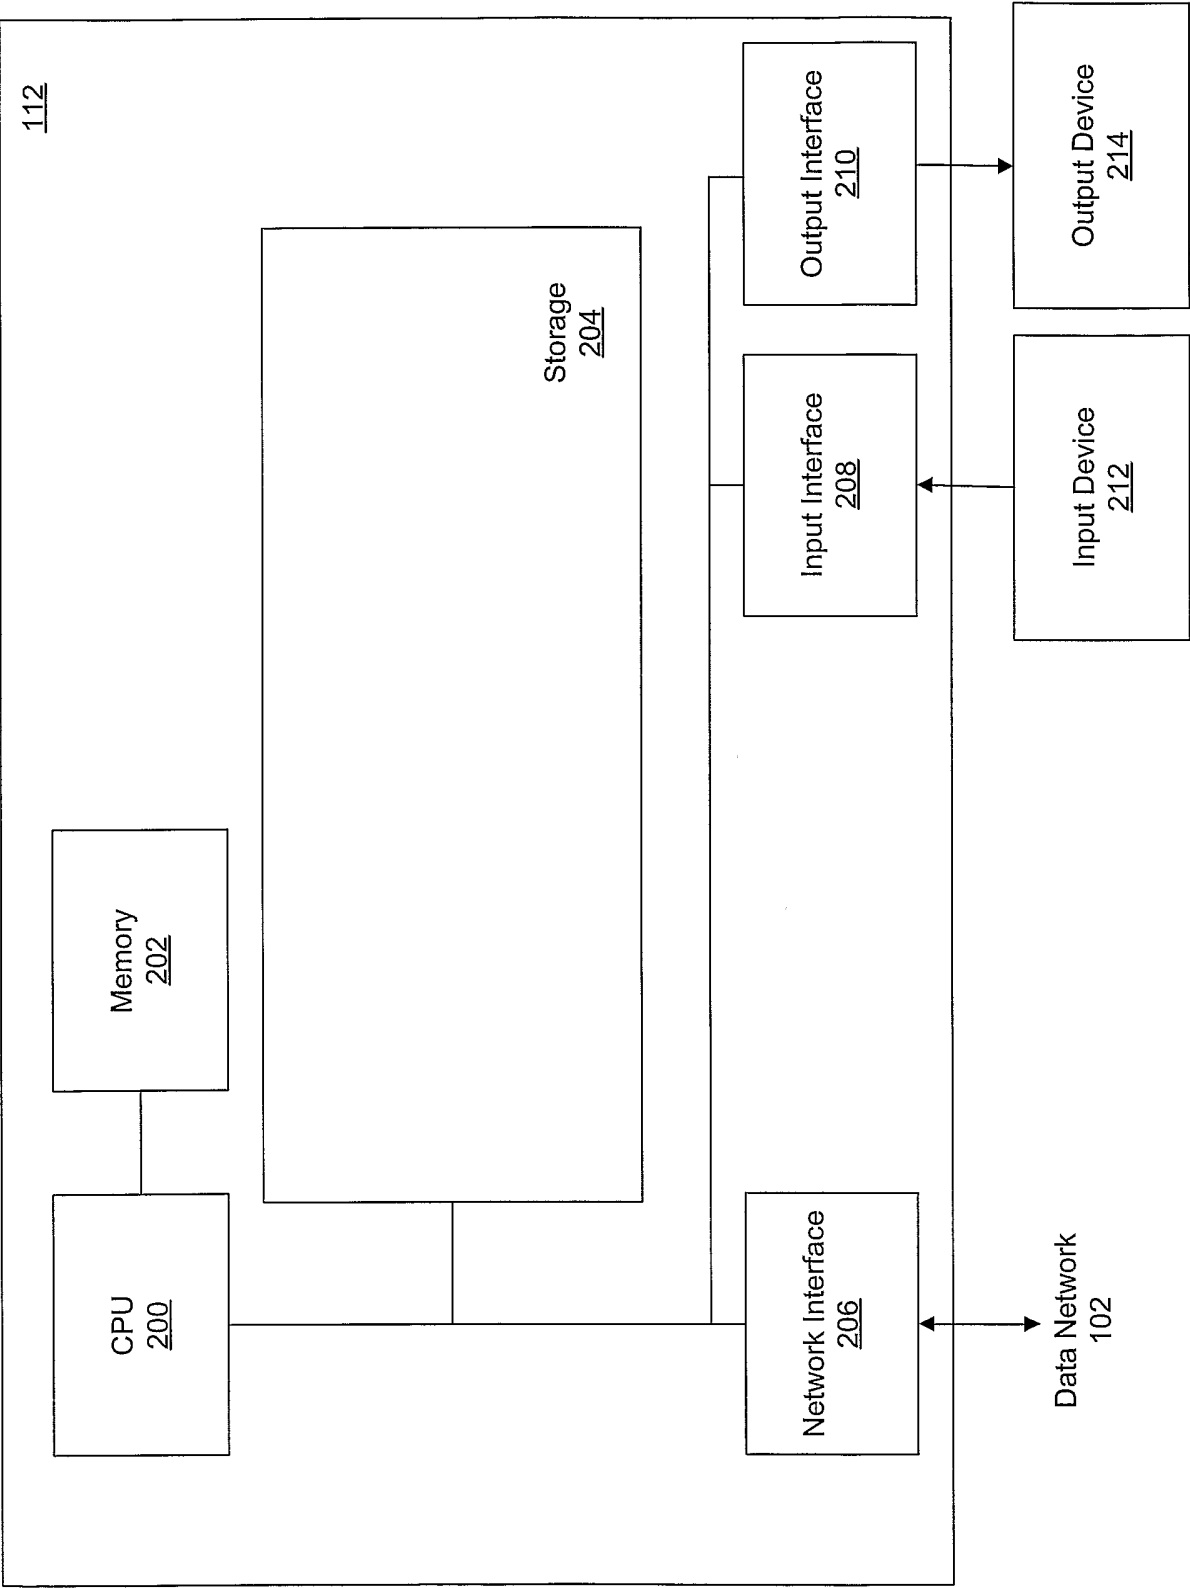 112
CPU
200
Memory
202
Storage
204
Network Interface
206
Input Interface
208
Output Interface
210
Data Network
102
Input Device
212
Output Device
214